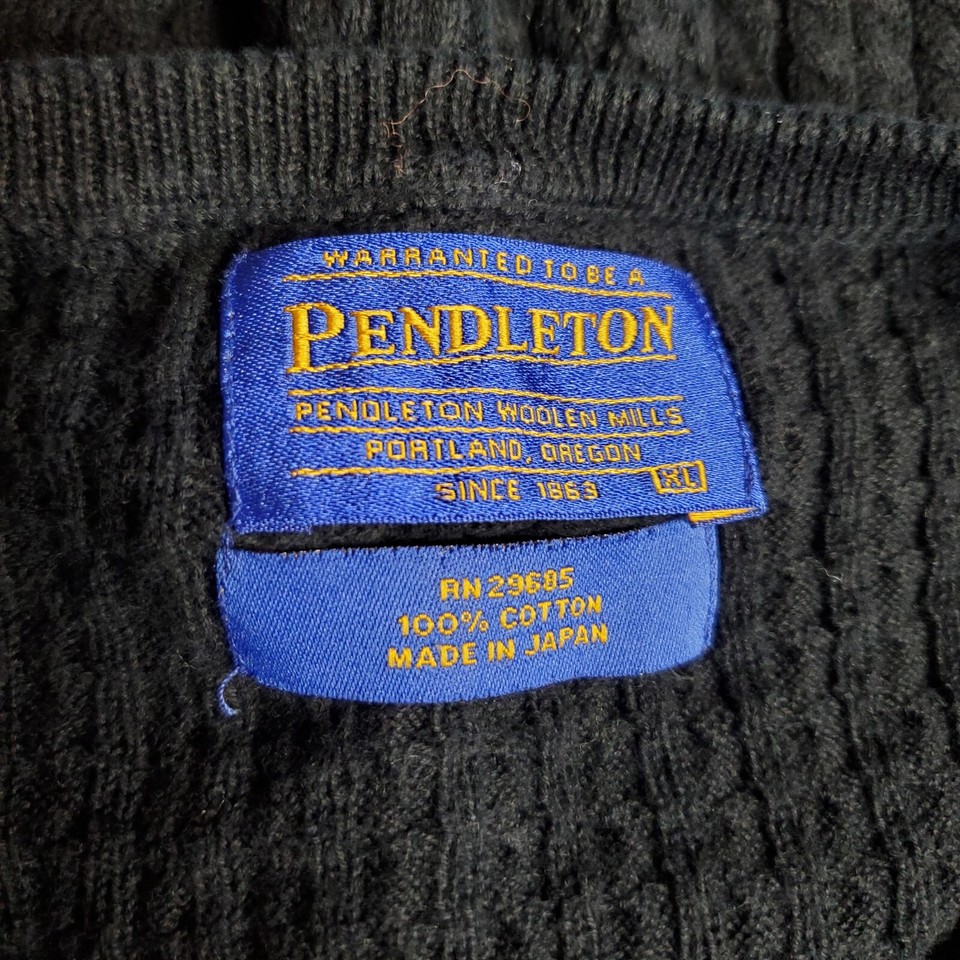 WARRANTED TO BE A
PENDLETON
PENDLETON WOOLEN MILLS
PORTLAND, OREGON
SINCE 1863
XL
RN 29685
100% COTTON
MADE IN JAPAN